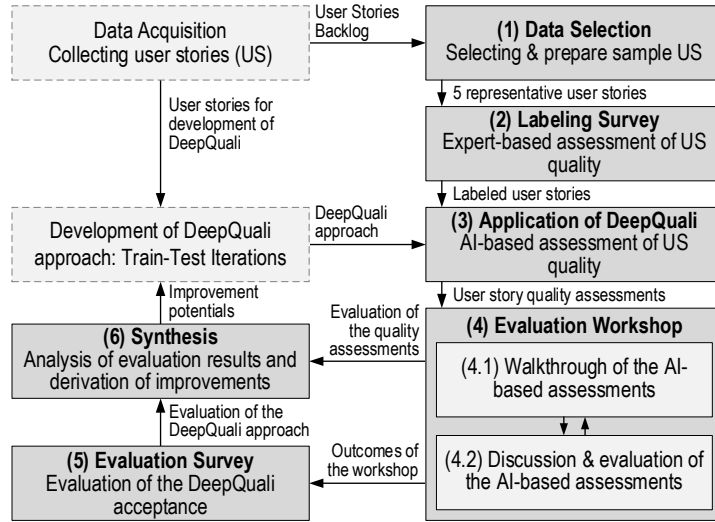 Data Acquisition
Collecting user stories (US)
User Stories
Backlog
(1) Data Selection
Selecting & prepare sample US
User stories for
development of
DeepQuali
5 representative user stories
(2) Labeling Survey
Expert-based assessment of US
quality
Labeled user stories
Development of DeepQuali
approach: Train-Test Iterations
DeepQuali
approach
(3) Application of DeepQuali
AI-based assessment of US
quality
Improvement
potentials
User story quality assessments
(6) Synthesis
Analysis of evaluation results and
derivation of improvements
Evaluation of
the quality
assessments
(4) Evaluation Workshop
(4.1) Walkthrough of the AI-
based assessments
Evaluation of the
DeepQuali approach
(4.2) Discussion & evaluation of
the AI-based assessments
(5) Evaluation Survey
Evaluation of the DeepQuali
acceptance
Outcomes of
the workshop